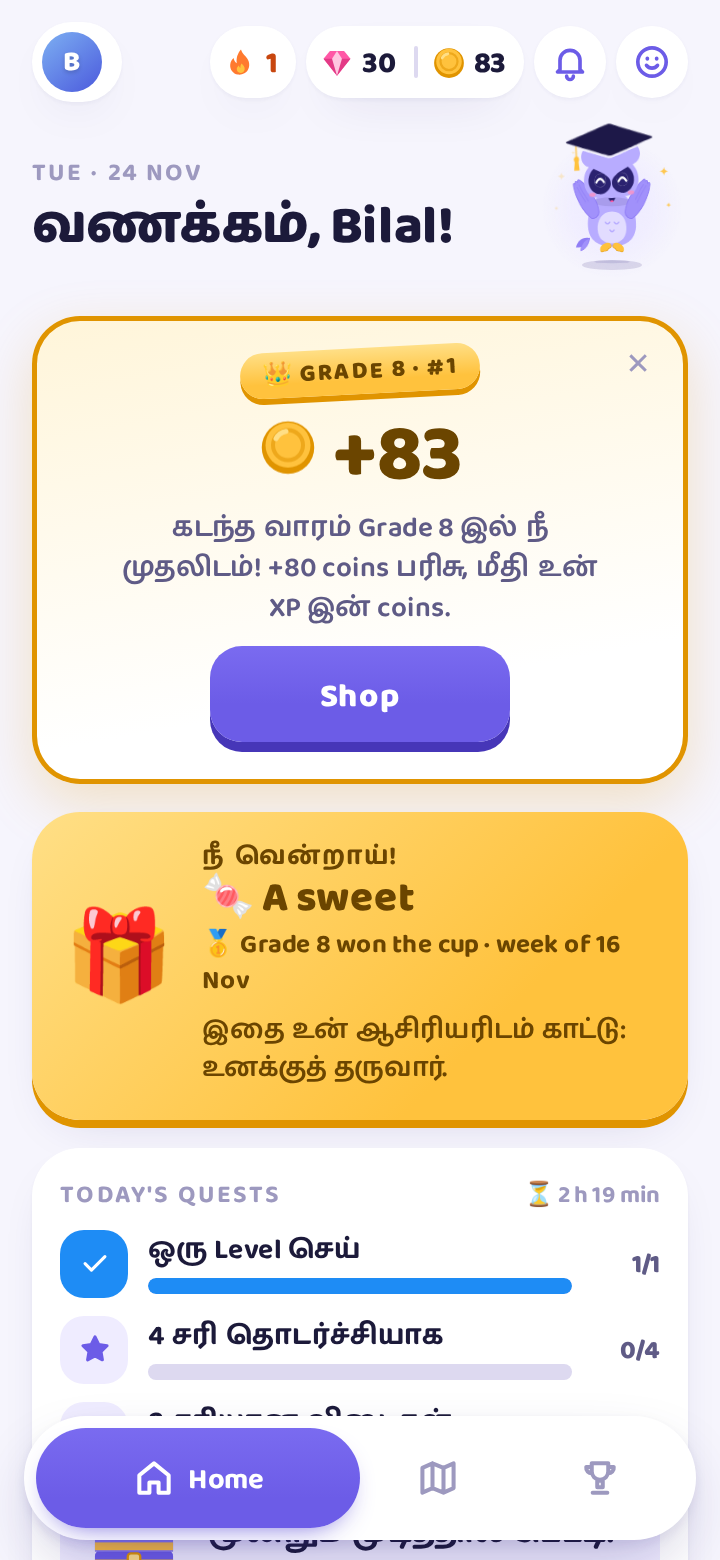 B
1
30
83
TUE · 24 NOV
வணக்கம், Bilal!
GRADE 8 · #1
+83
கடந்த வாரம் Grade 8 இல் நீ
முதலிடம்! +80 coins பரிசு, மீதி உன்
XP இன் coins.
Shop
நீ வென்றாய்!
A sweet
Grade 8 won the cup · week of 16
Nov
இதை உன் ஆசிரியரிடம் காட்டு:
உனக்குத் தருவார்.
TODAY'S QUESTS
2 h 19 min
ஒரு Level செய்
1/1
4 சரி தொடர்ச்சியாக
0/4
Home